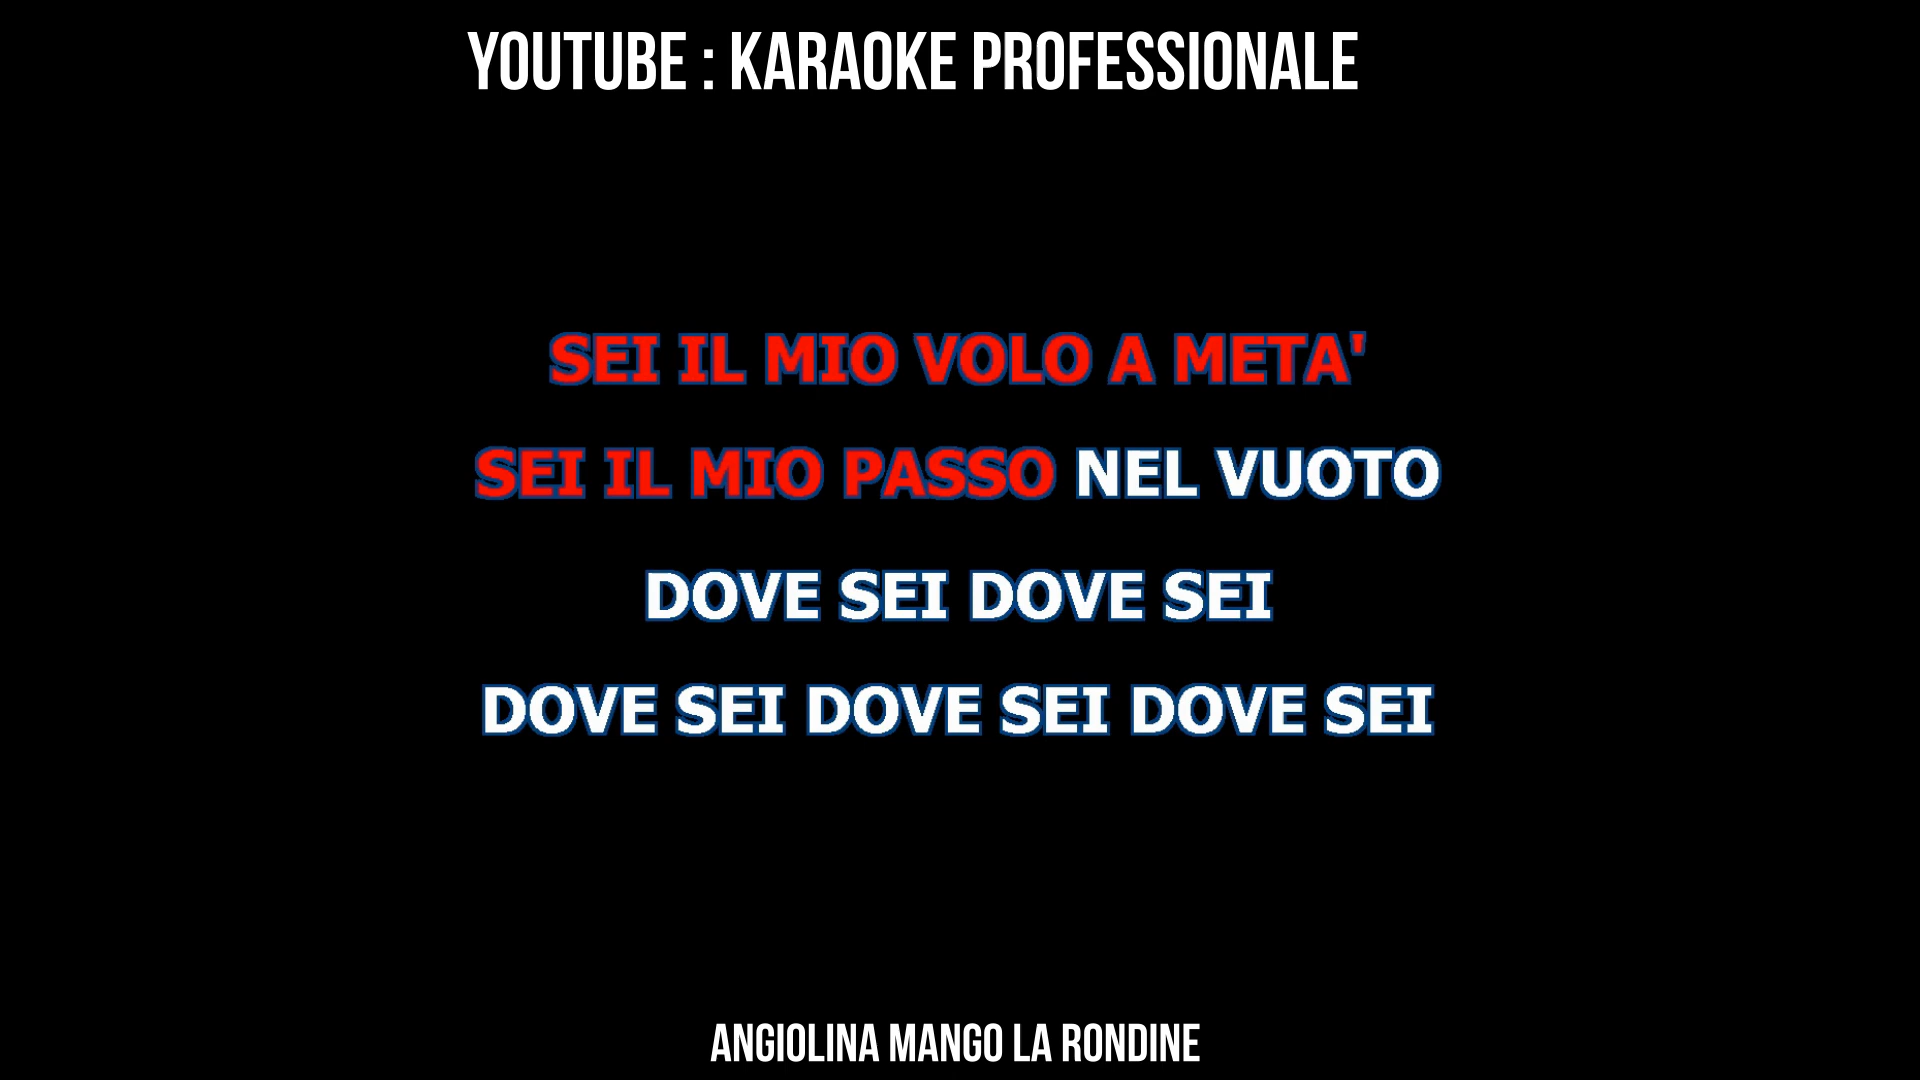 YOUTUBE : KARAOKE PROFESSIONALE
SEI IL MIO VOLO A META'
SEI IL MIO PASSO NEL VUOTO
DOVE SEI DOVE SEI
DOVE SEI DOVE SEI DOVE SEI
ANGIOLINA MANGO LA RONDINE